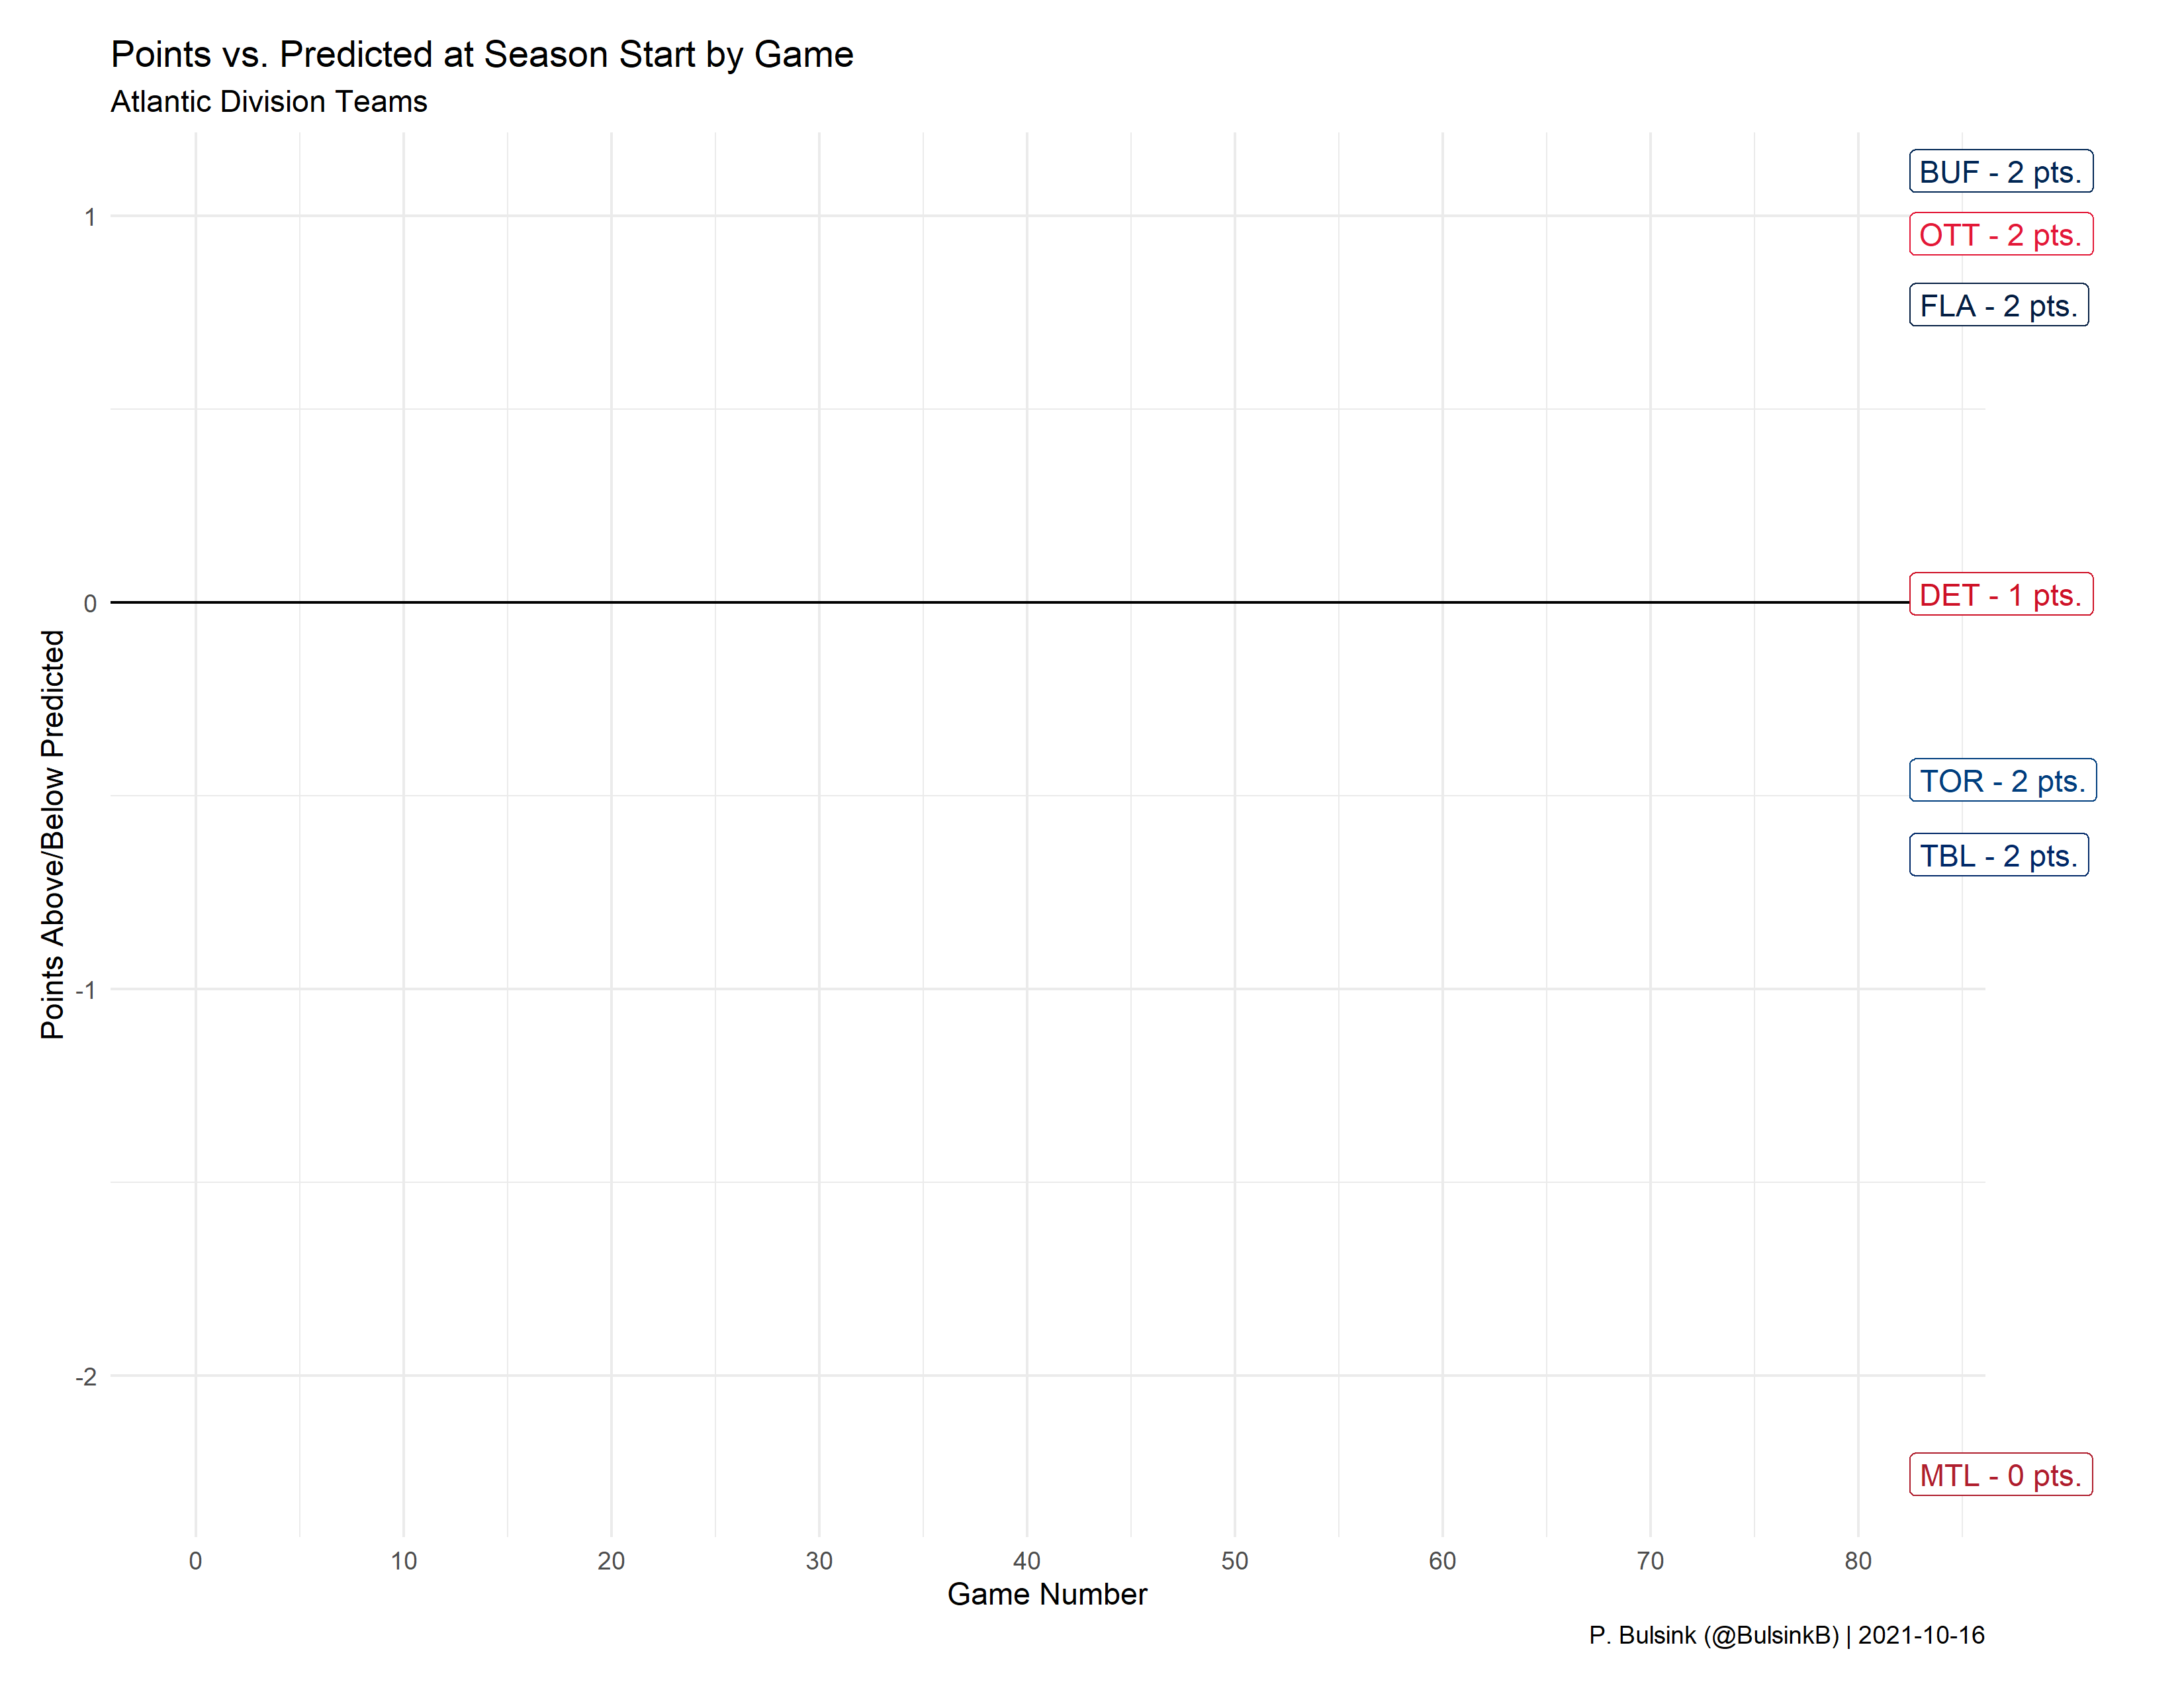 Points vs. Predicted at Season Start by Game
Atlantic Division Teams
BUF - 2 pts.
1
OTT - 2 pts.
FLA - 2 pts.
0
DET - 1 pts.
Points Above/Below Predicted
TOR - 2 pts.
TBL - 2 pts.
-1
-2
MTL - 0 pts.
0 10 20 30 40 50 60 70 80
Game Number
P. Bulsink (@BulsinkB) | 2021-10-16